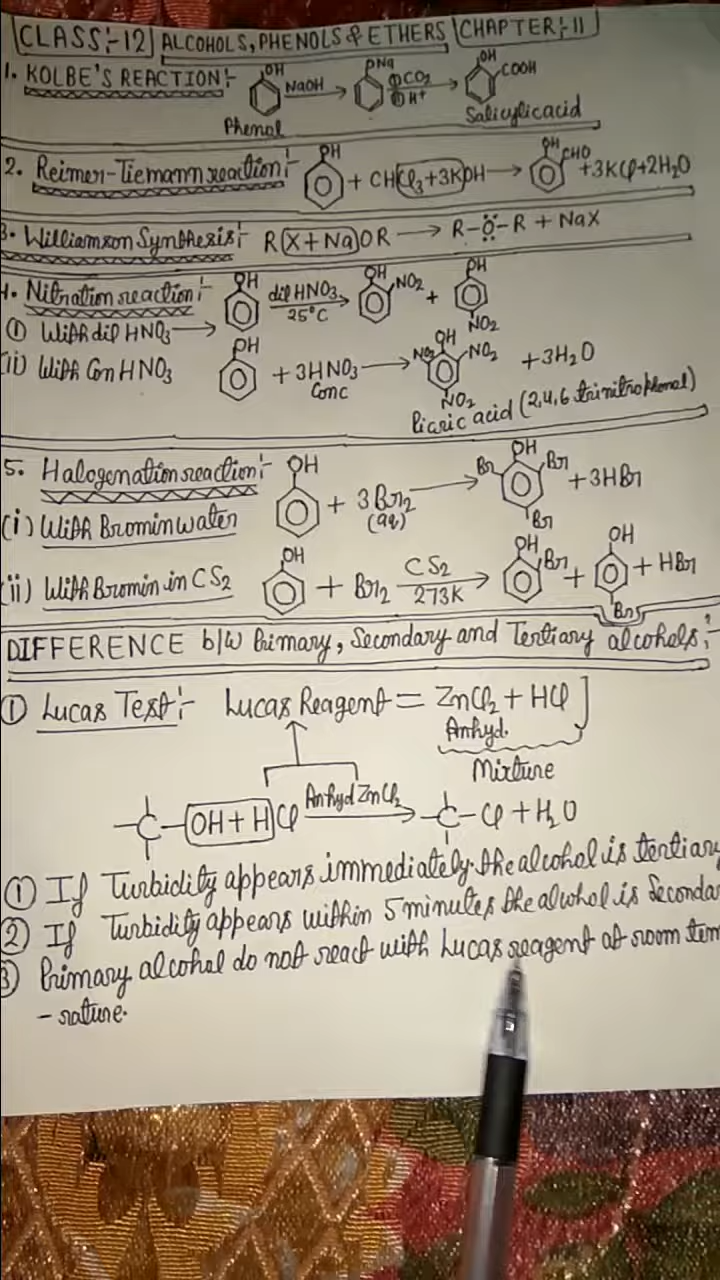 CLASS:-12 ALCOHOLS, PHENOLS & ETHERS CHAPTER:-11
1. KOLBE'S REACTION:- OH NaOH → ONa ① CO2 ② H+ → OH COOH
Phenol Salicylic acid
2. Reimer-Tiemann reaction:- OH + CHCl3 + 3KOH → OH CHO + 3KCl + 2H2O
3. Williamson Synthesis:- R X + Na OR → R-Ö-R + NaX
4. Nitration reaction:- OH dil HNO3 25°C → OH NO2 + OH NO2
(i) With dil HNO3 →
(ii) With Con HNO3 OH + 3HNO3 Conc → OH NO2 NO2 NO2 + 3H2O
Picric acid (2,4,6 trinitrophenol)
5. Halogenation reaction:- OH + 3Br2 (aq) → OH Br Br Br + 3HBr
(i) With Bromin water
(ii) With Bromin in CS2 OH + Br2 CS2 273K → OH Br + OH Br + HBr
DIFFERENCE b/w Primary, Secondary and Tertiary alcohols:-
① Lucas Test:- Lucas Reagent = ZnCl2 + HCl]
Anhyd.
Mixture
-C-OH + HCl Anhyd ZnCl2 → -C-Cl + H2O
① If Turbidity appears immediately. the alcohol is tertiary
② If Turbidity appears within 5 minutes the alcohol is Seconda
③ Primary alcohol do not react with Lucas reagent at room tem
-rature.